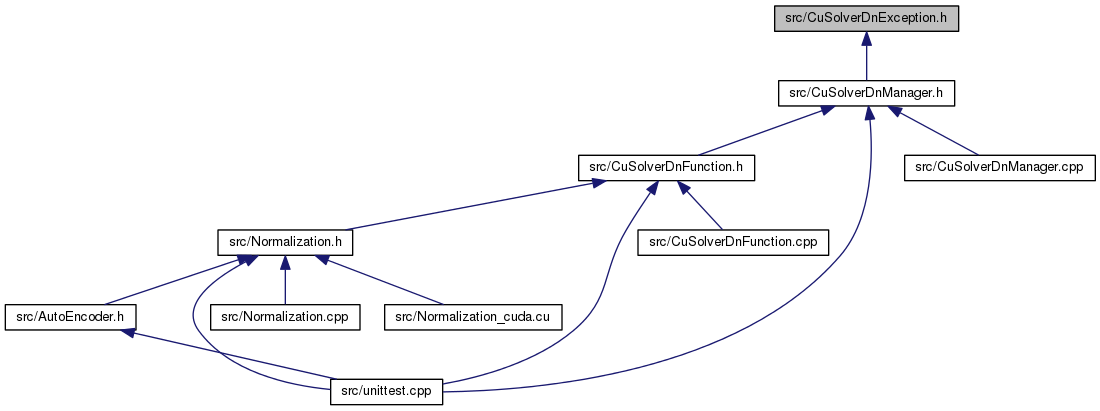 src/CuSolverDnException.h
src/CuSolverDnManager.h
src/CuSolverDnFunction.h
src/CuSolverDnManager.cpp
src/Normalization.h
src/CuSolverDnFunction.cpp
src/AutoEncoder.h
src/Normalization.cpp
src/Normalization_cuda.cu
src/unittest.cpp